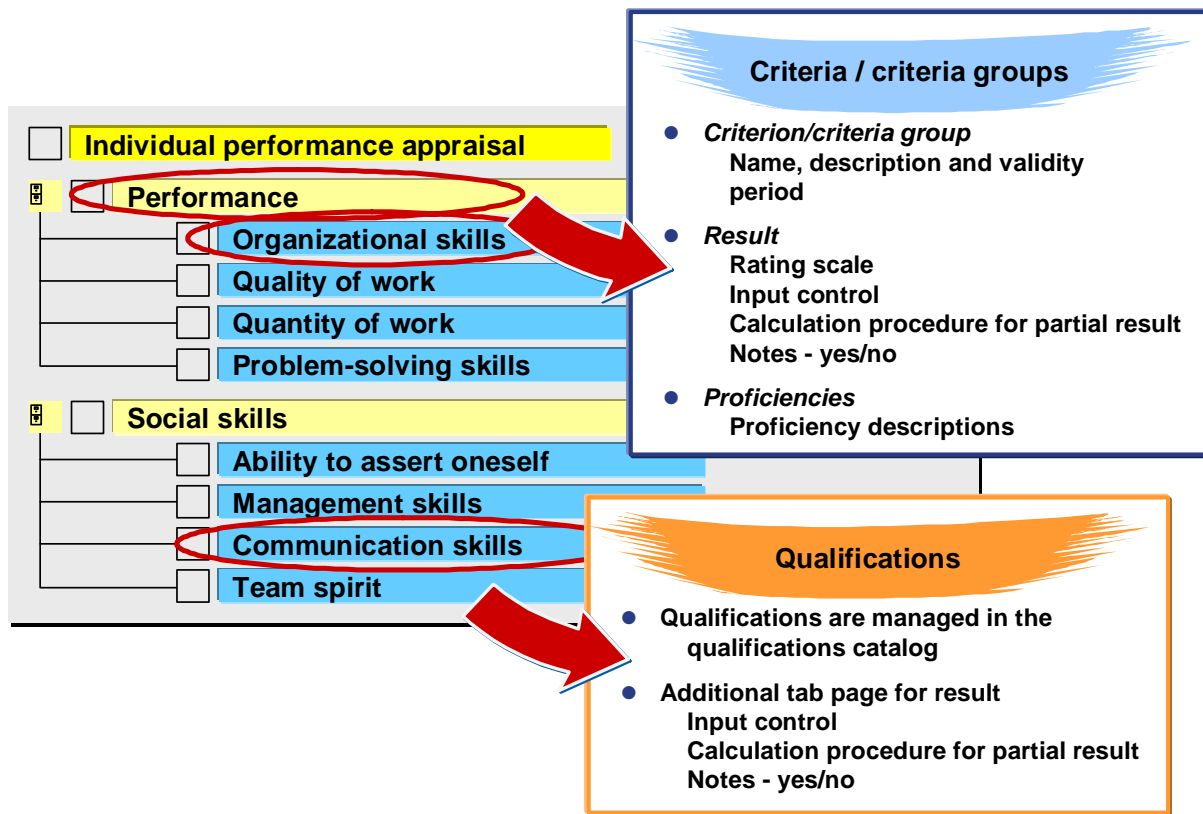 Individual performance appraisal
Performance
Organizational skills
Quality of work
Quantity of work
Problem-solving skills
Social skills
Ability to assert oneself
Management skills
Communication skills
Team spirit
Criteria / criteria groups
Criterion/criteria group
Name, description and validity
period
Result
Rating scale
Input control
Calculation procedure for partial result
Notes - yes/no
Proficiencies
Proficiency descriptions
Qualifications
Qualifications are managed in the
qualifications catalog
Additional tab page for result
Input control
Calculation procedure for partial result
Notes - yes/no